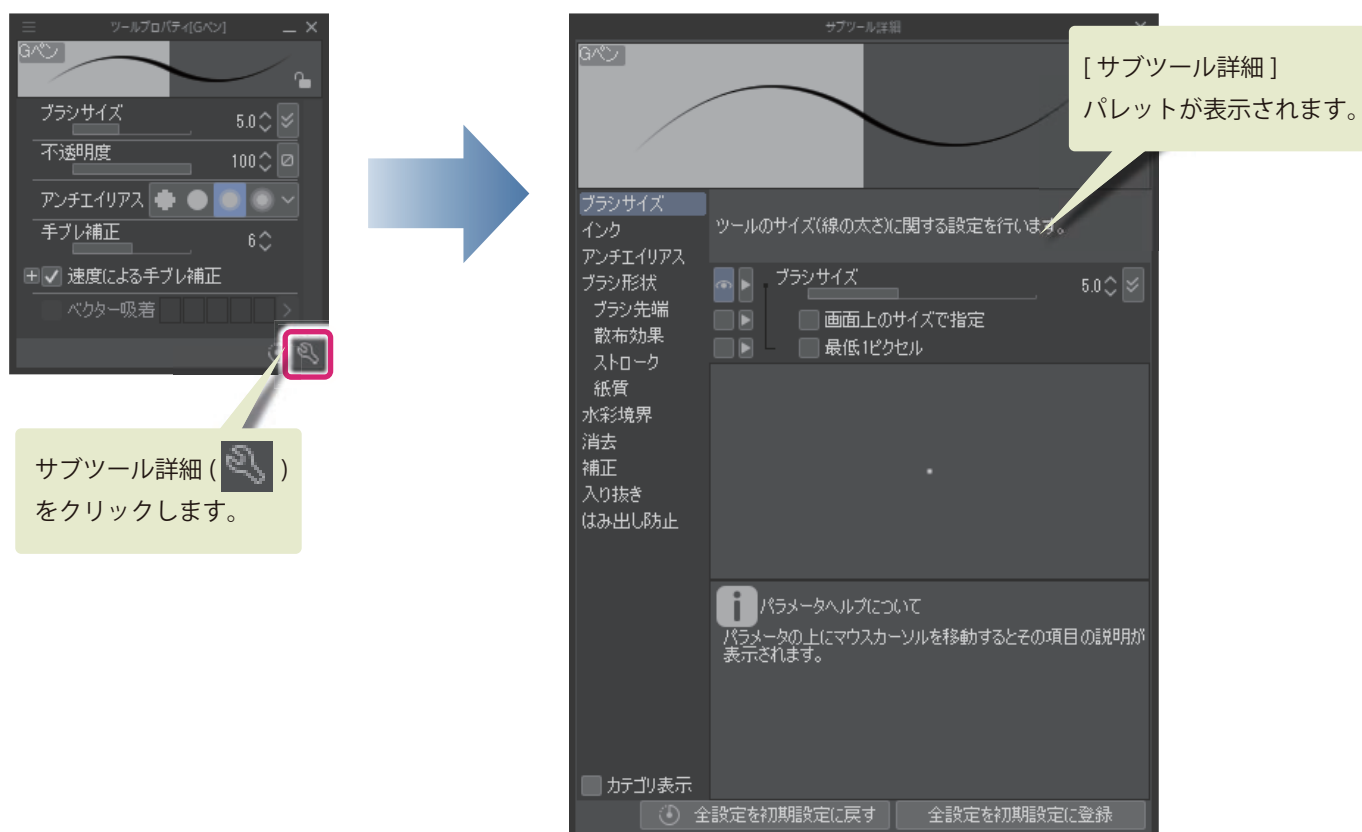 ツールプロパティ[Gペン]
Gペン
ブラシサイズ 5.0
不透明度 100
アンチエイリアス
手ブレ補正 6
速度による手ブレ補正
ベクター吸着
サブツール詳細 ( )
をクリックします。
サブツール詳細
Gペン
[ サブツール詳細 ]
パレットが表示されます。
ブラシサイズ
インク
アンチエイリアス
ブラシ形状
ブラシ先端
散布効果
ストローク
紙質
水彩境界
消去
補正
入り抜き
はみ出し防止
カテゴリ表示
ツールのサイズ(線の太さ)に関する設定を行います。
ブラシサイズ 5.0
画面上のサイズで指定
最低1ピクセル
パラメータヘルプについて
パラメータの上にマウスカーソルを移動するとその項目の説明が
表示されます。
全設定を初期設定に戻す
全設定を初期設定に登録